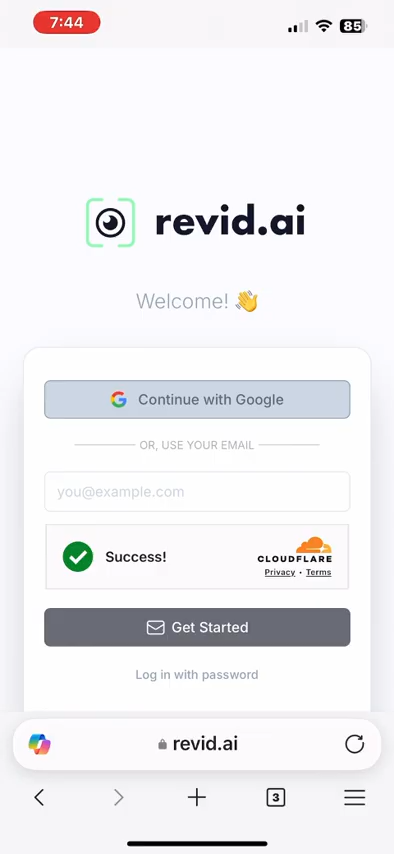 7:44
85
revid.ai
Welcome! 👋
Continue with Google
OR, USE YOUR EMAIL
you@example.com
Success!
CLOUDFLARE
Privacy • Terms
Get Started
Log in with password
revid.ai
3